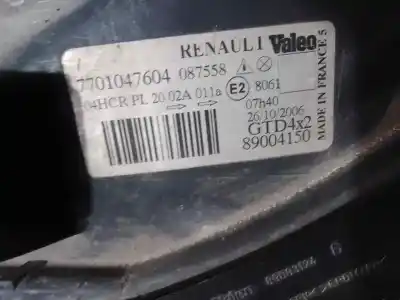 RENAULT Valeo
7701047604 087558
04HCR PL 20 02A 011a E2 8061
07h40
26/10/2006
GTD4x2
89004150
MADE IN FRANCE 5